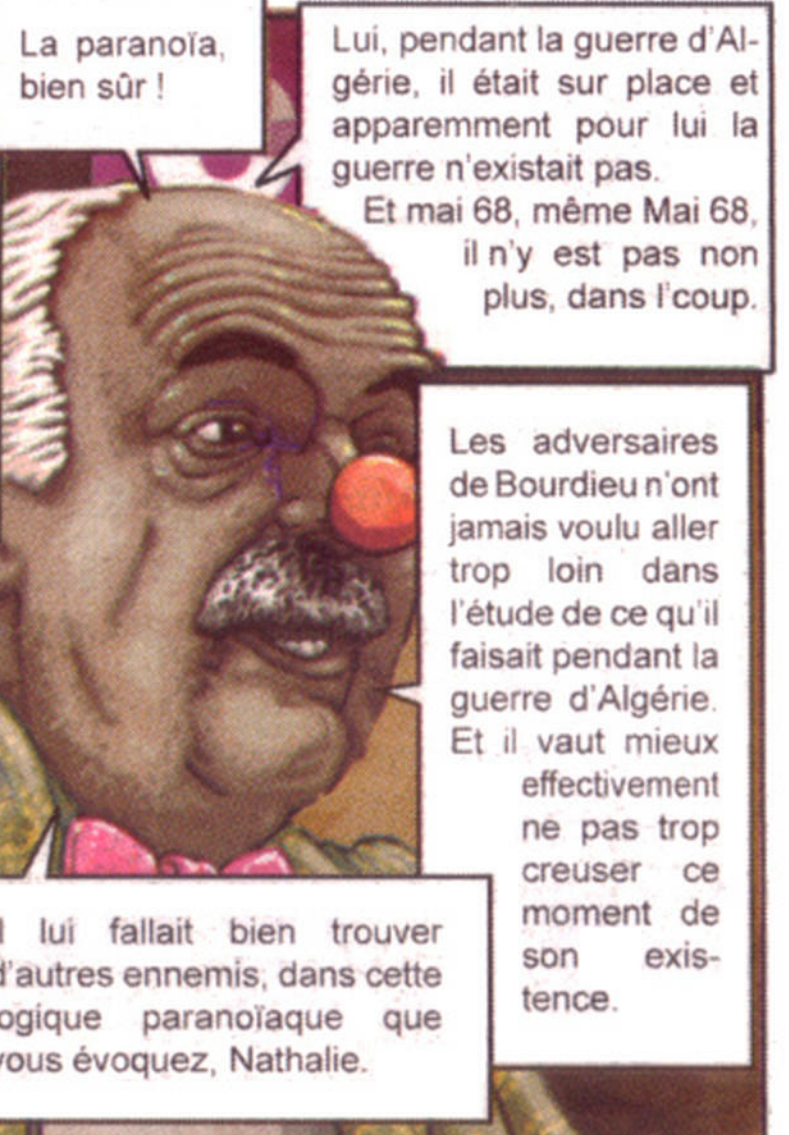 La paranoïa,
bien sûr !
Lui, pendant la guerre d'Al-
gérie, il était sur place et
apparemment pour lui la
guerre n'existait pas.
Et mai 68, même Mai 68,
il n'y est pas non
plus, dans l'coup.
Les adversaires
de Bourdieu n'ont
jamais voulu aller
trop loin dans
l'étude de ce qu'il
faisait pendant la
guerre d'Algérie.
Et il vaut mieux
effectivement
ne pas trop
creuser ce
moment de
son exis-
tence.
l lui fallait bien trouver
d'autres ennemis, dans cette
ogique paranoïaque que
vous évoquez, Nathalie.